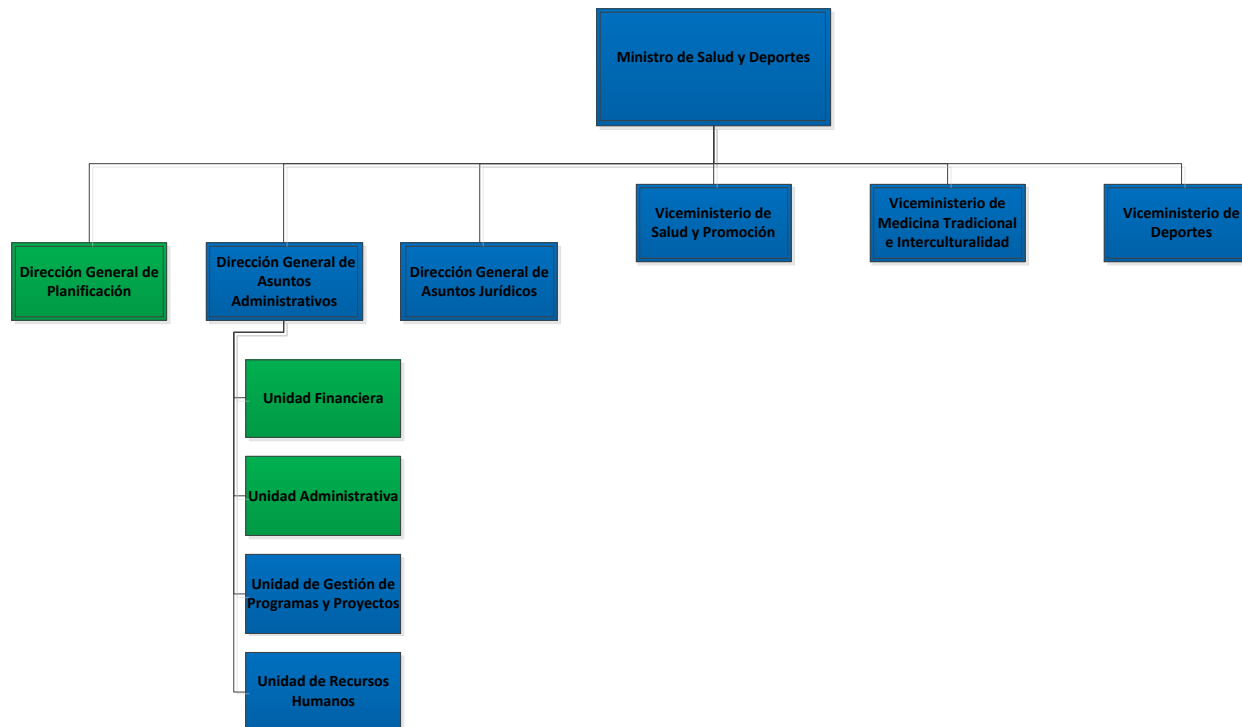 Ministro de Salud y Deportes
Viceministerio de
Salud y Promoción
Viceministerio de
Medicina Tradicional
e Interculturalidad
Viceministerio de
Deportes
Dirección General de
Planificación
Dirección General de
Asuntos
Administrativos
Dirección General de
Asuntos Jurídicos
Unidad Financiera
Unidad Administrativa
Unidad de Gestión de
Programas y Proyectos
Unidad de Recursos
Humanos